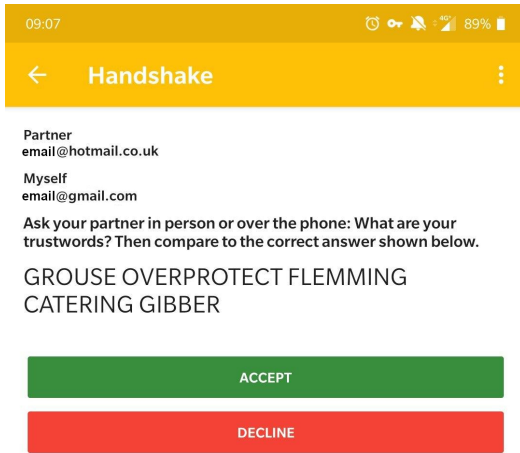 09:07 4G+ 89%
Handshake
Partner
email@hotmail.co.uk
Myself
email@gmail.com
Ask your partner in person or over the phone: What are your
trustwords? Then compare to the correct answer shown below.
GROUSE OVERPROTECT FLEMMING
CATERING GIBBER
ACCEPT
DECLINE